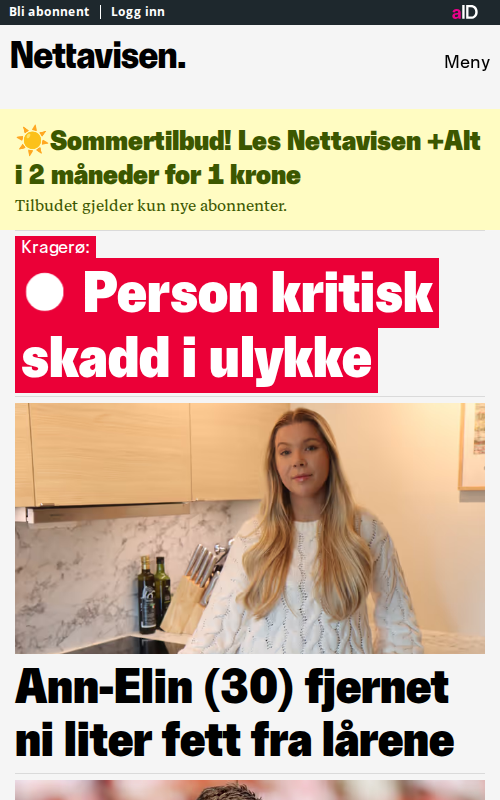 Bli abonnent
Logg inn
aID
Nettavisen.
Meny
☀️Sommertilbud! Les Nettavisen +Alt
i 2 måneder for 1 krone
Tilbudet gjelder kun nye abonnenter.
Kragerø:
Person kritisk
skadd i ulykke
Ann-Elin (30) fjernet
ni liter fett fra lårene